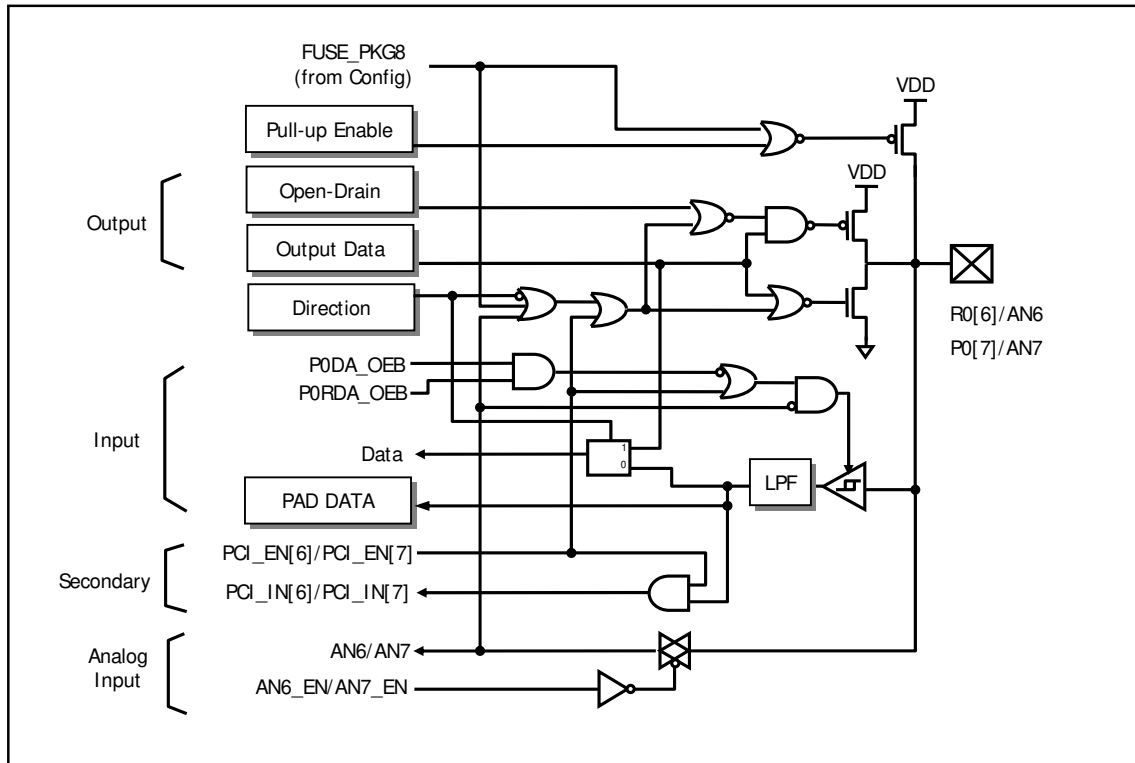 FUSE_PKG8
(from Config)
VDD
Pull-up Enable
VDD
Open-Drain
Output
Output Data
Direction
R0[6]/AN6
P0[7]/AN7
P0DA_OEB
P0RDA_OEB
Input
Data
1
0
LPF
PAD DATA
PCI_EN[6]/PCI_EN[7]
Secondary
PCI_IN[6]/PCI_IN[7]
Analog
Input
AN6/AN7
AN6_EN/AN7_EN